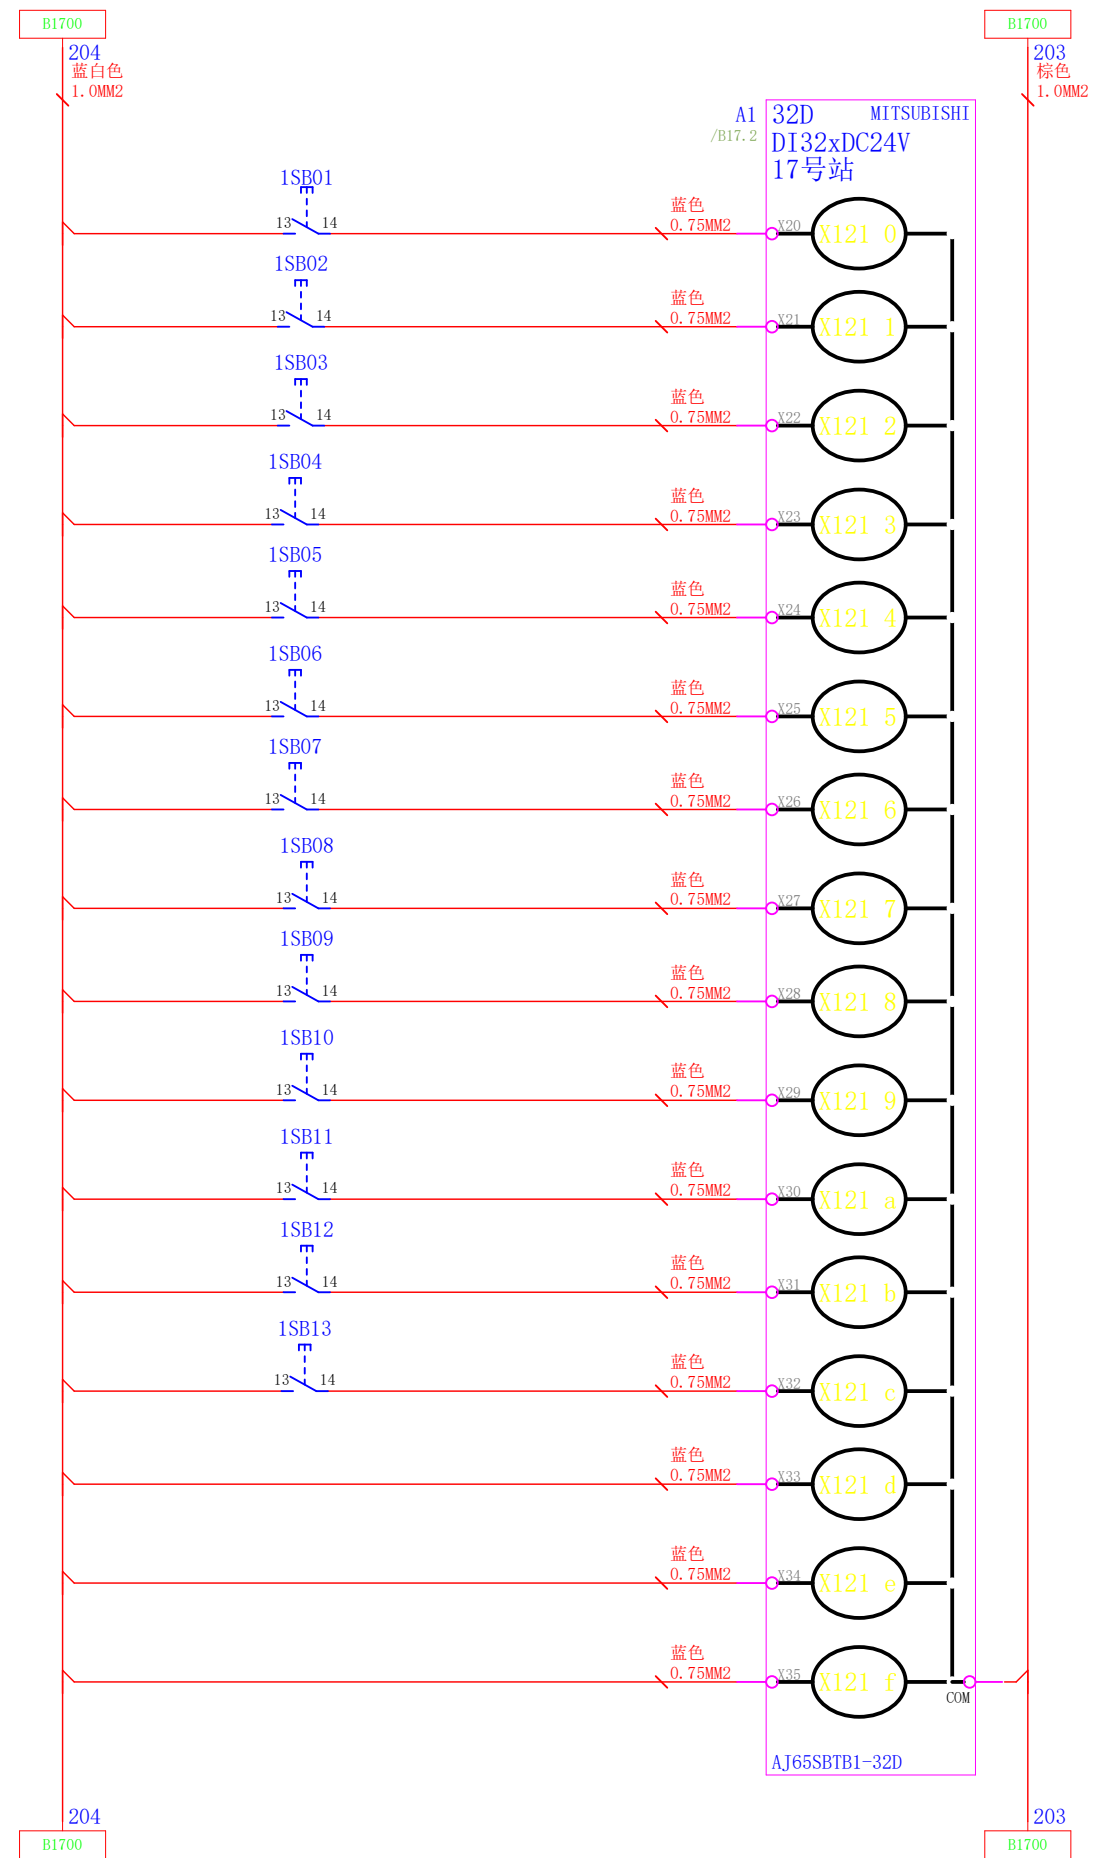 B1700
B1700
204
203
蓝白色
棕色
1.0MM2
1.0MM2
A1
32D
MITSUBISHI
/B17.2
DI32xDC24V
17号站
1SB01
13
14
蓝色
0.75MM2
X20
X121 0
1SB02
13
14
蓝色
0.75MM2
X21
X121 1
1SB03
13
14
蓝色
0.75MM2
X22
X121 2
1SB04
13
14
蓝色
0.75MM2
X23
X121 3
1SB05
13
14
蓝色
0.75MM2
X24
X121 4
1SB06
13
14
蓝色
0.75MM2
X25
X121 5
1SB07
13
14
蓝色
0.75MM2
X26
X121 6
1SB08
13
14
蓝色
0.75MM2
X27
X121 7
1SB09
13
14
蓝色
0.75MM2
X28
X121 8
1SB10
13
14
蓝色
0.75MM2
X29
X121 9
1SB11
13
14
蓝色
0.75MM2
X30
X121 a
1SB12
13
14
蓝色
0.75MM2
X31
X121 b
1SB13
13
14
蓝色
0.75MM2
X32
X121 c
蓝色
0.75MM2
X33
X121 d
蓝色
0.75MM2
X34
X121 e
蓝色
0.75MM2
X35
X121 f
COM
AJ65SBTB1-32D
204
203
B1700
B1700